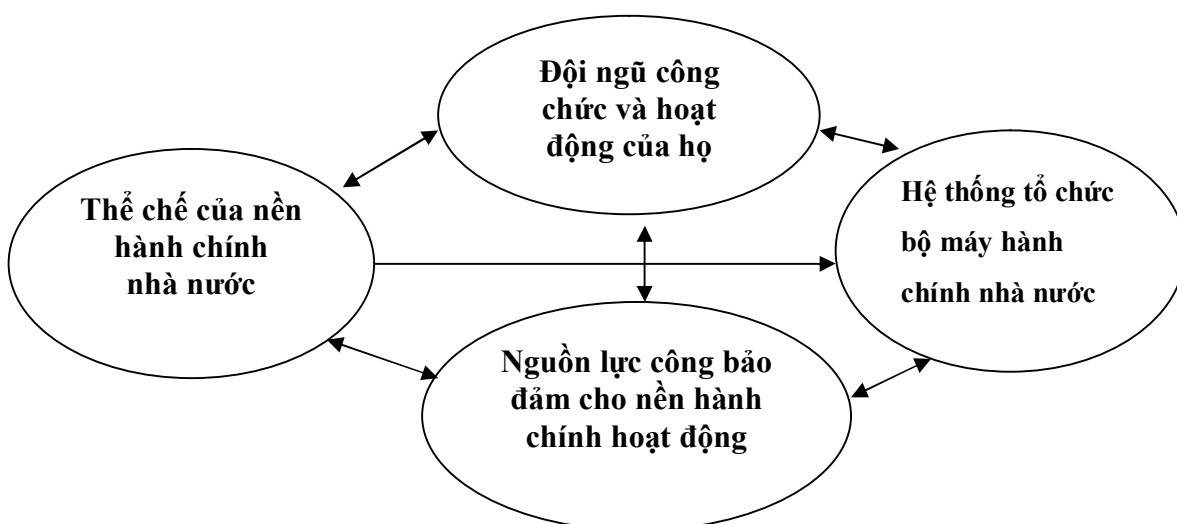 Đội ngũ công
chức và hoạt
động của họ
Thể chế của nền
hành chính
nhà nước
Hệ thống tổ chức
bộ máy hành
chính nhà nước
Nguồn lực công bảo
đảm cho nền hành
chính hoạt động